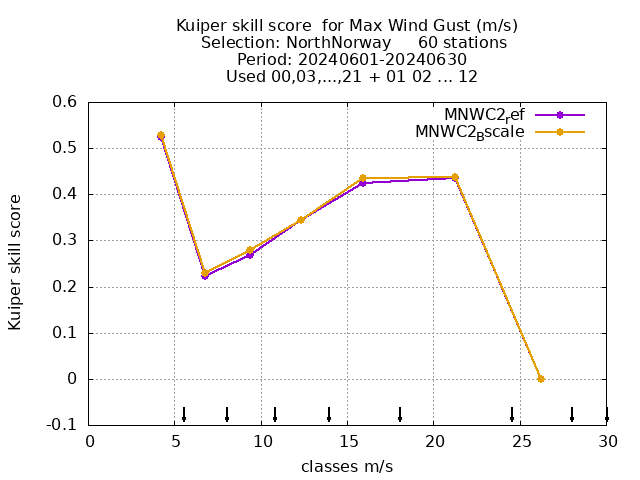 Kuiper skill score for Max Wind Gust (m/s)
Selection: NorthNorway 60 stations
Period: 20240601-20240630
Used 00,03,...,21 + 01 02 ... 12
MNWC2ref
MNWC2Bscale
0.6
0.5
0.4
0.3
0.2
0.1
0
-0.1
Kuiper skill score
0 5 10 15 20 25 30
classes m/s